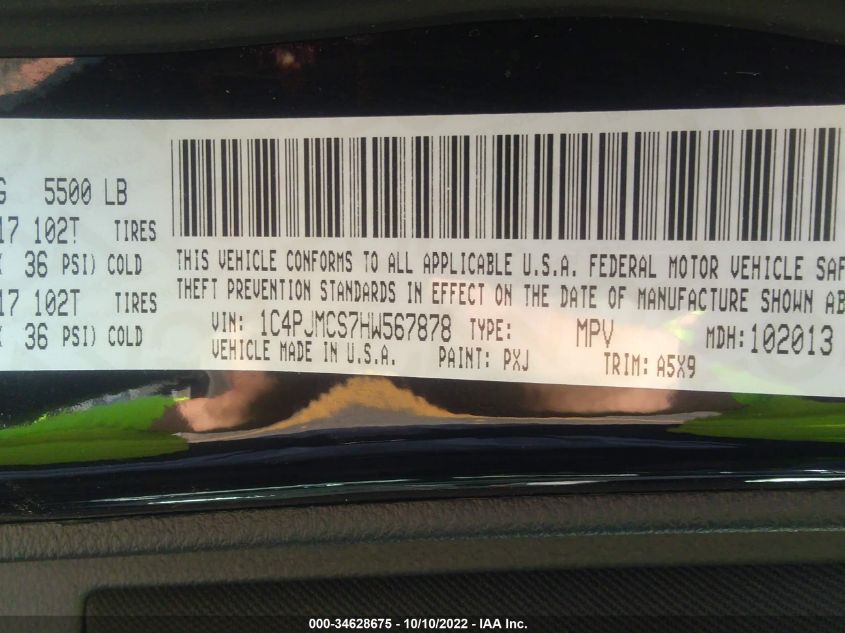 G 5500 LB
17 102T TIRES
36 PSI) COLD
17 102T TIRES
36 PSI) COLD
THIS VEHICLE CONFORMS TO ALL APPLICABLE U.S.A. FEDERAL MOTOR VEHICLE SAF
THEFT PREVENTION STANDARDS IN EFFECT ON THE DATE OF MANUFACTURE SHOWN AB
VIN: 1C4PJMCS7HW567878 TYPE: MPV MDH:102013
VEHICLE MADE IN U.S.A. PAINT: PXJ TRIM: A5X9
000-34628675 - 10/10/2022 - IAA Inc.